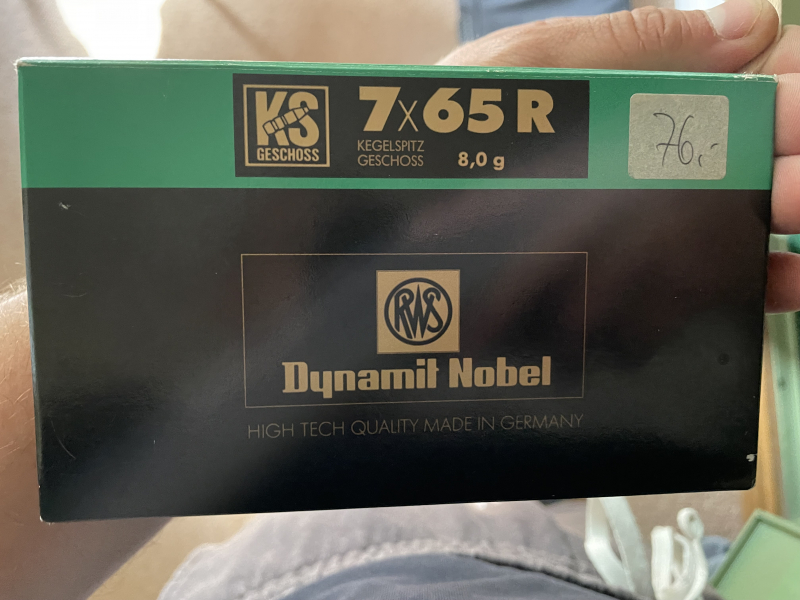 KS
GESCHOSS
7x65 R
KEGELSPITZ
GESCHOSS 8,0 g
76,-
RWS
Dynamit Nobel
HIGH TECH QUALITY MADE IN GERMANY